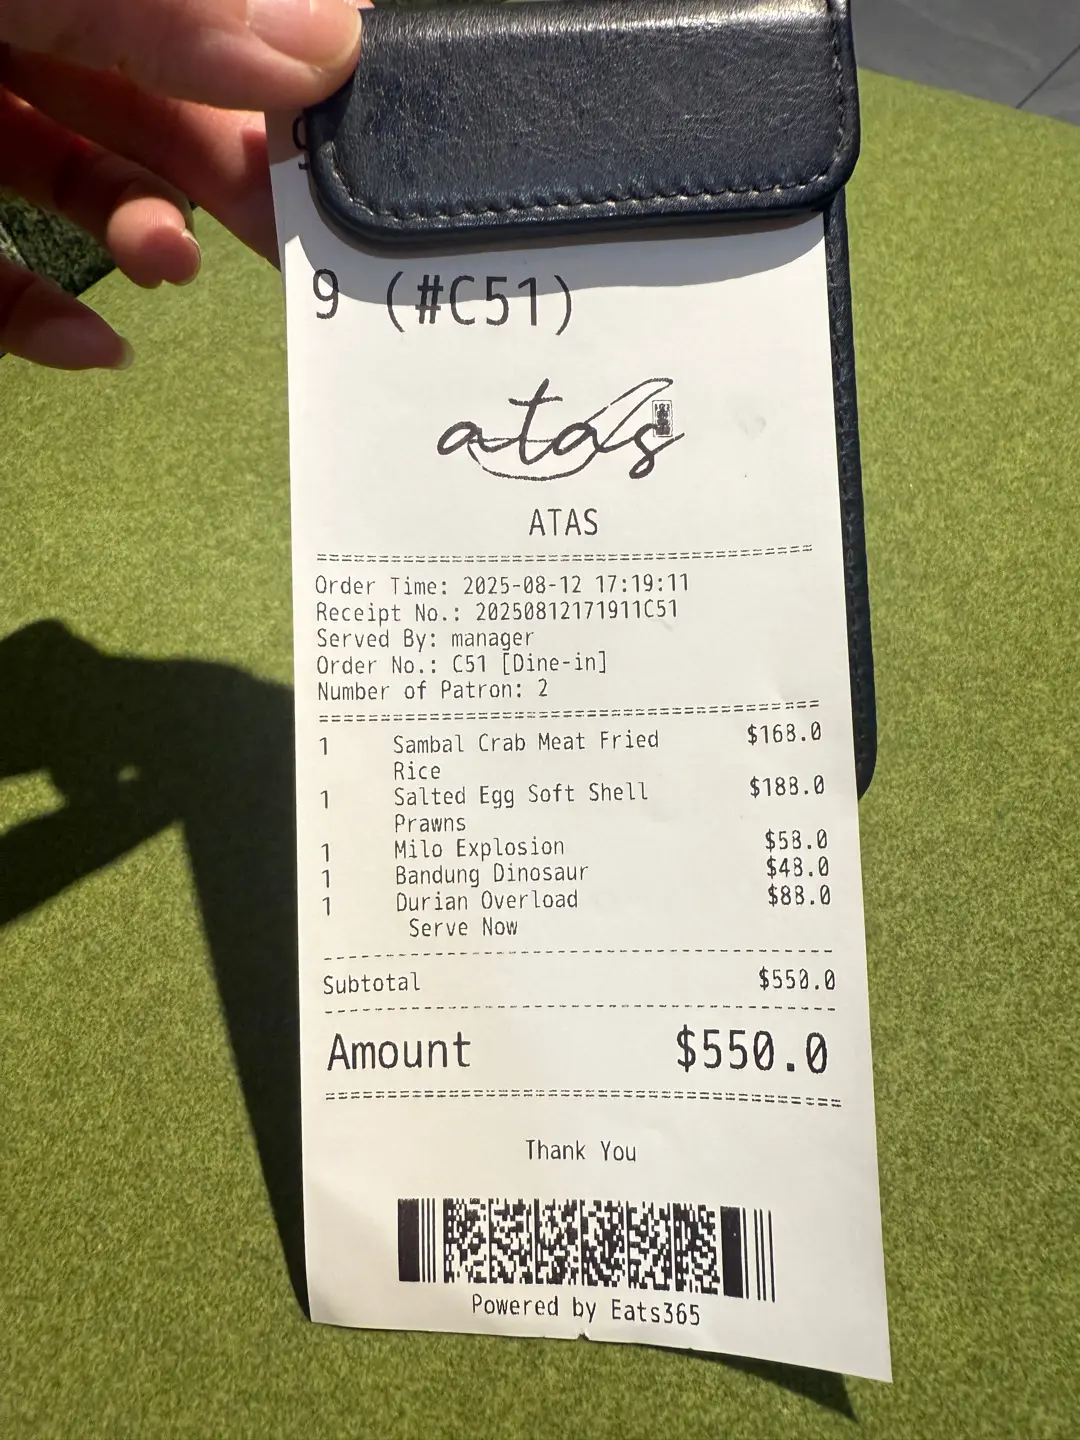 9 (#C51)
atas
ATAS
Order Time: 2025-08-12 17:19:11
Receipt No.: 20250812171911C51
Served By: manager
Order No.: C51 [Dine-in]
Number of Patron: 2
1 Sambal Crab Meat Fried $168.0
Rice
1 Salted Egg Soft Shell $188.0
Prawns
1 Milo Explosion $58.0
1 Bandung Dinosaur $48.0
1 Durian Overload $88.0
Serve Now
Subtotal $550.0
Amount $550.0
Thank You
Powered by Eats365